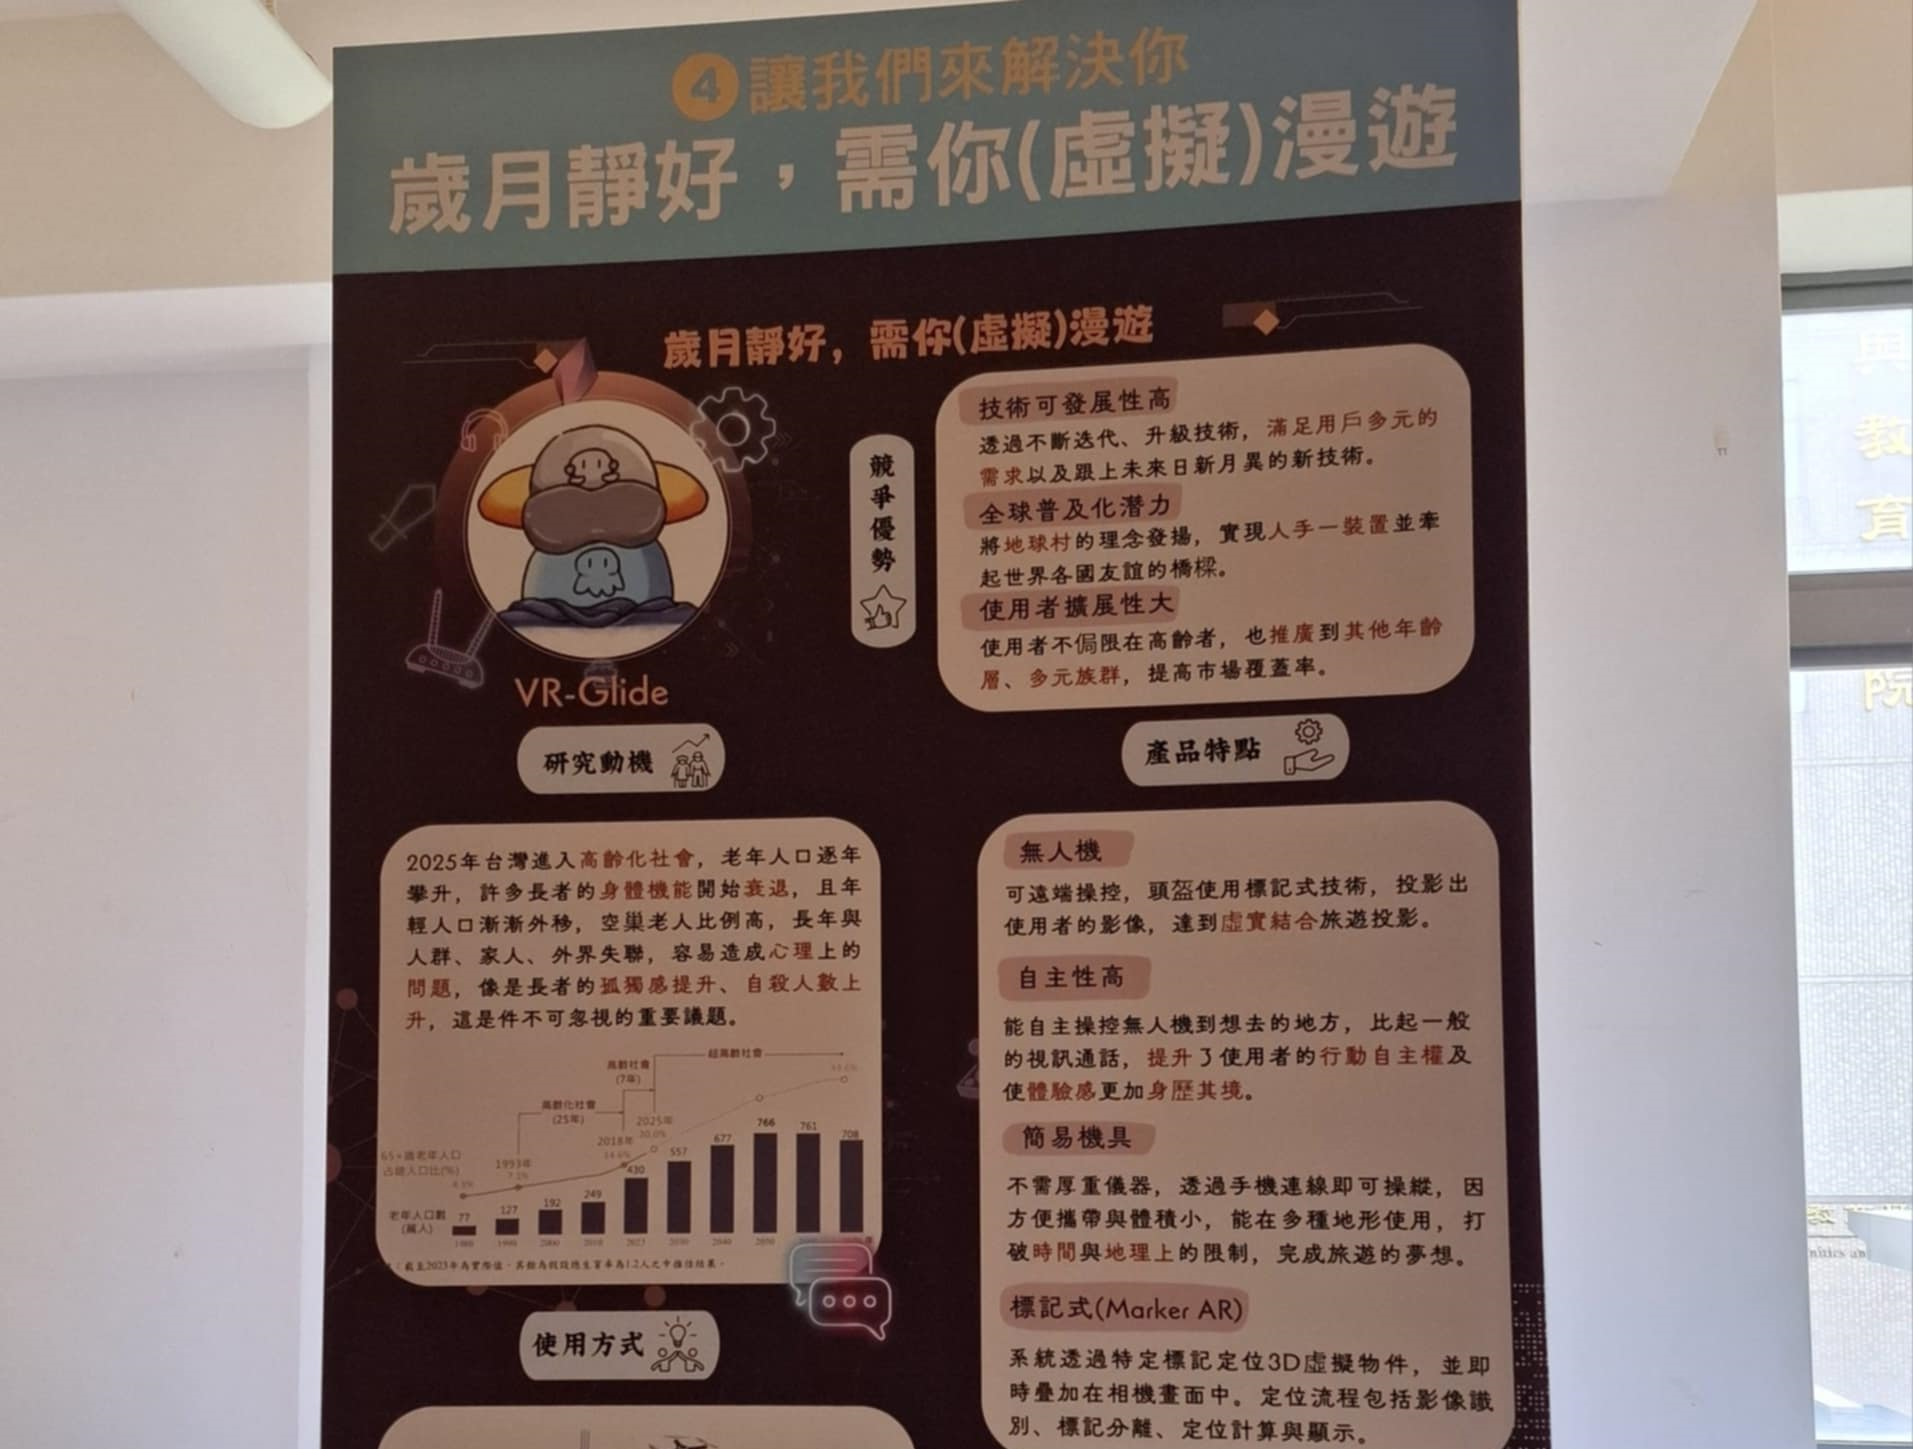 4 讓我們來解決你
歲月靜好，需你(虛擬)漫遊
歲月靜好，需你(虛擬)漫遊
VR-Glide
競爭優勢
技術可發展性高
透過不斷迭代、升級技術，滿足用戶多元的
需求以及跟上未來日新月異的新技術。
全球普及化潛力
將地球村的理念發揚，實現人手一裝置並牽
起世界各國友誼的橋樑。
使用者擴展性大
使用者不侷限在高齡者，也推廣到其他年齡
層、多元族群，提高市場覆蓋率。
研究動機
2025年台灣進入高齡化社會，老年人口逐年
攀升，許多長者的身體機能開始衰退，且年
輕人口漸漸外移，空巢老人比例高，長年與
人群、家人、外界失聯，容易造成心理上的
問題，像是長者的孤獨感提升、自殺人數上
升，這是件不可忽視的重要議題。
超高齡社會
高齡社會
(7年)
高齡化社會
(25年)
2025年
20.0%
2018年
14.6%
1993年
7.1%
65+歲老年人口
占總人口比(%)
老年人口數
(萬人)
77 127 192 249 430 557 677 766 761 708
1980 1990 2000 2010 2023 2030 2040 2050
產品特點
無人機
可遠端操控，頭盔使用標記式技術，投影出
使用者的影像，達到虛實結合旅遊投影。
自主性高
能自主操控無人機到想去的地方，比起一般
的視訊通話，提升了使用者的行動自主權及
使體驗感更加身歷其境。
簡易機具
不需厚重儀器，透過手機連線即可操縱，因
方便攜帶與體積小，能在多種地形使用，打
破時間與地理上的限制，完成旅遊的夢想。
標記式(Marker AR)
系統透過特定標記定位3D虛擬物件，並即
時疊加在相機畫面中。定位流程包括影像識
別、標記分離、定位計算與顯示。
使用方式
與
教
育
院